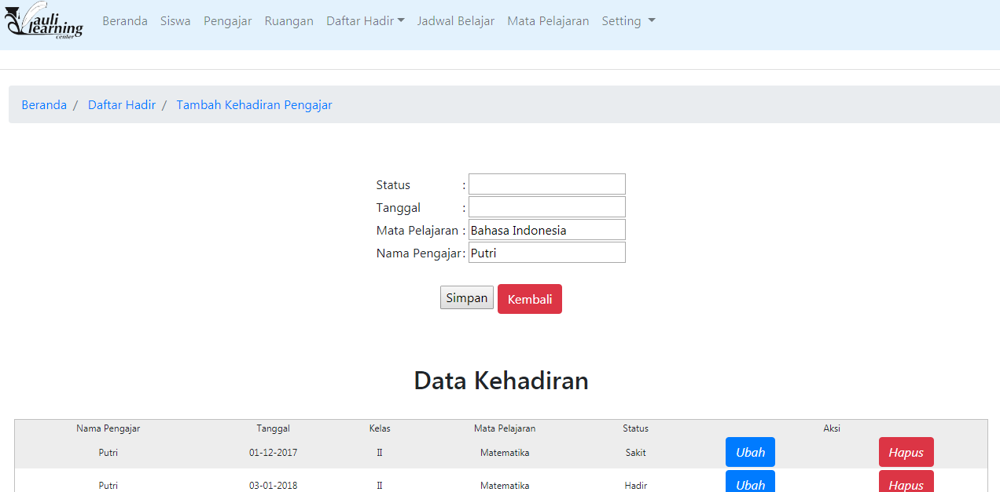 Vauli learning center
Beranda Siswa Pengajar Ruangan Daftar Hadir Jadwal Belajar Mata Pelajaran Setting
Beranda / Daftar Hadir / Tambah Kehadiran Pengajar
Status :
Tanggal :
Mata Pelajaran : Bahasa Indonesia
Nama Pengajar: Putri
Simpan Kembali
Data Kehadiran
Nama Pengajar Tanggal Kelas Mata Pelajaran Status Aksi
Putri 01-12-2017 II Matematika Sakit Ubah Hapus
Putri 03-01-2018 II Matematika Hadir Ubah Hapus